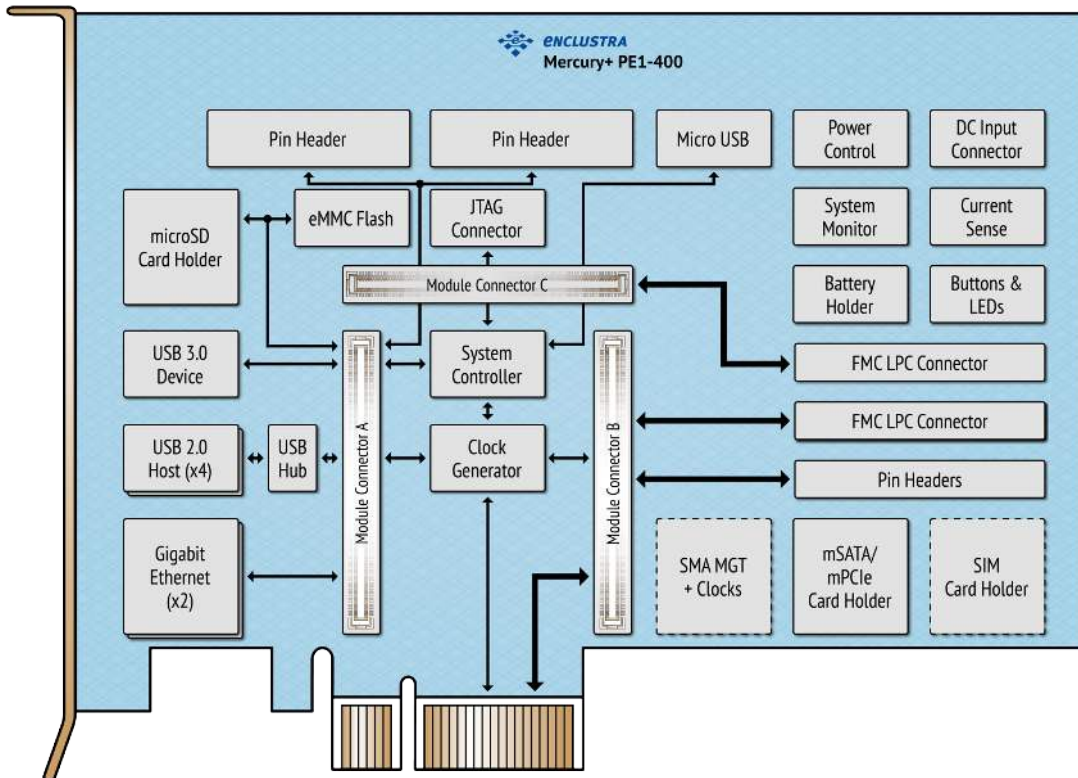 ENCLUSTRA
Mercury+ PE1-400
Pin Header
Pin Header
Micro USB
Power
Control
DC Input
Connector
microSD
Card Holder
eMMC Flash
JTAG
Connector
System
Monitor
Current
Sense
Module Connector C
Battery
Holder
Buttons &
LEDs
USB 3.0
Device
Module Connector A
System
Controller
Module Connector B
FMC LPC Connector
FMC LPC Connector
USB 2.0
Host (x4)
USB
Hub
Clock
Generator
Pin Headers
Gigabit
Ethernet
(x2)
SMA MGT
+ Clocks
mSATA/
mPCIe
Card Holder
SIM
Card Holder